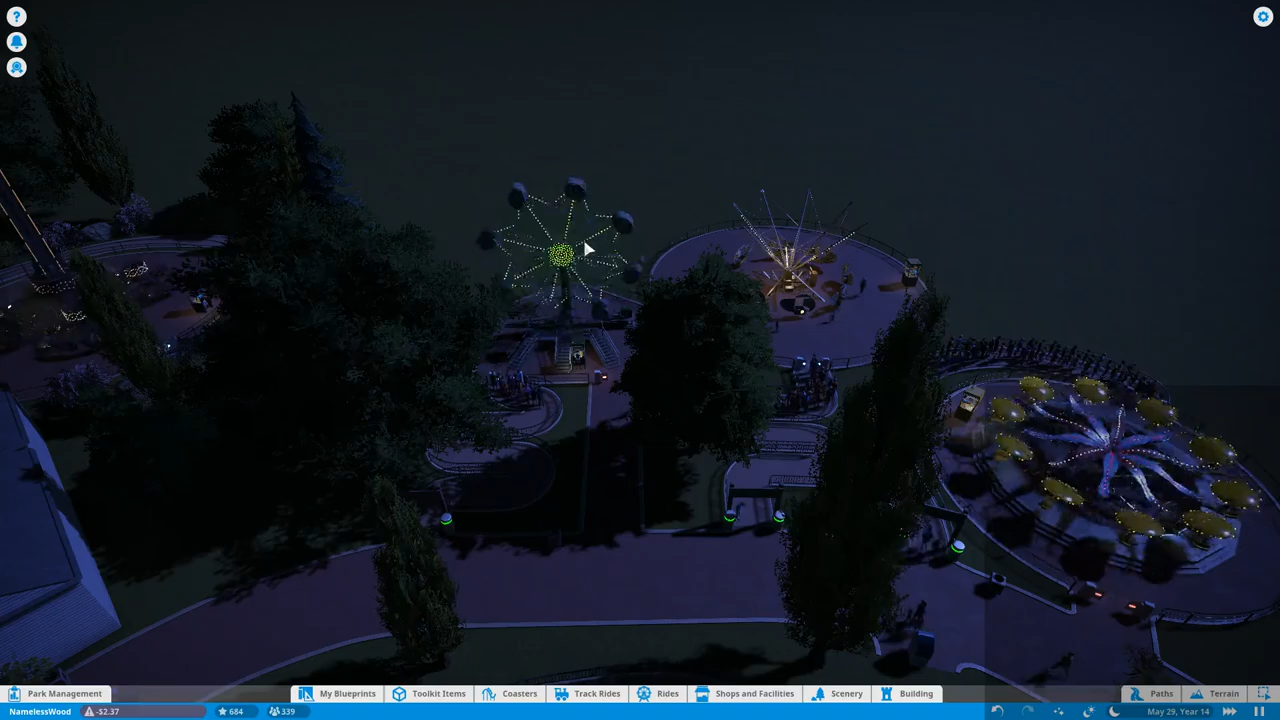 ?
Park Management
My Blueprints
Toolkit Items
Coasters
Track Rides
Rides
Shops and Facilities
Scenery
Building
Paths
Terrain
NamelessWood
-$2.37
684
339
May 29, Year 14